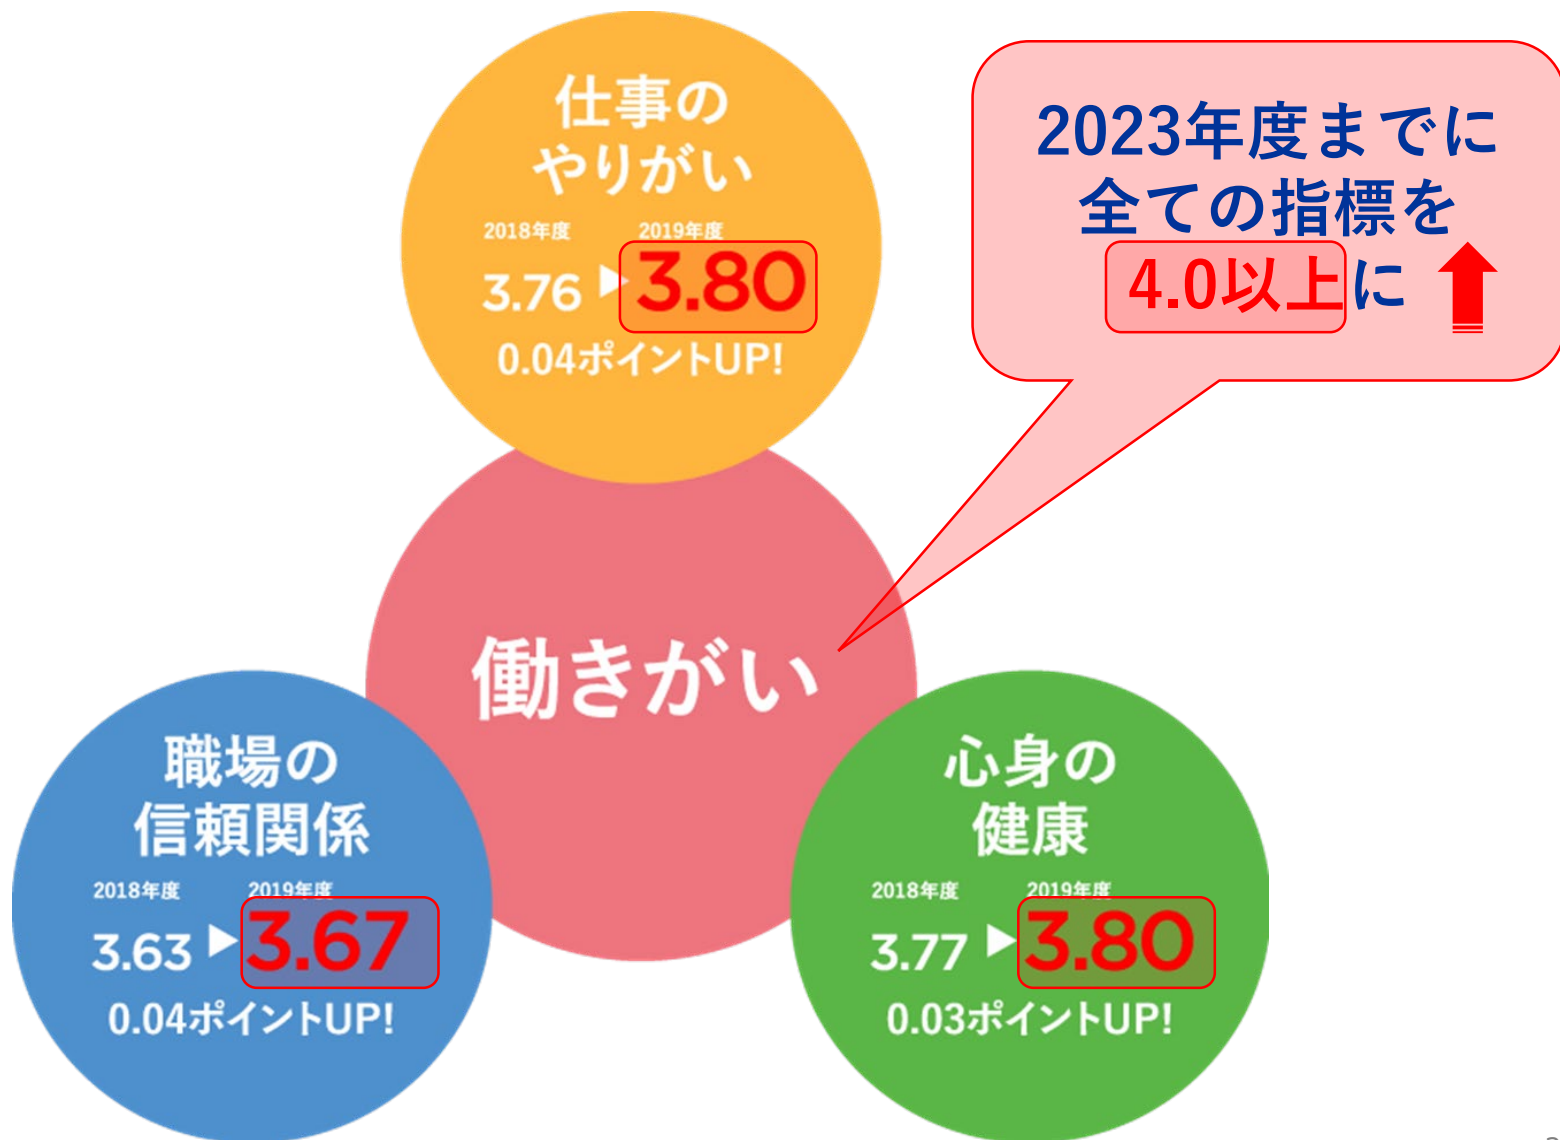 仕事の
やりがい
2018年度 2019年度
3.76 ▶ 3.80
0.04ポイントUP!
2023年度までに
全ての指標を
4.0以上に
働きがい
職場の
信頼関係
2018年度 2019年度
3.63 ▶ 3.67
0.04ポイントUP!
心身の
健康
2018年度 2019年度
3.77 ▶ 3.80
0.03ポイントUP!